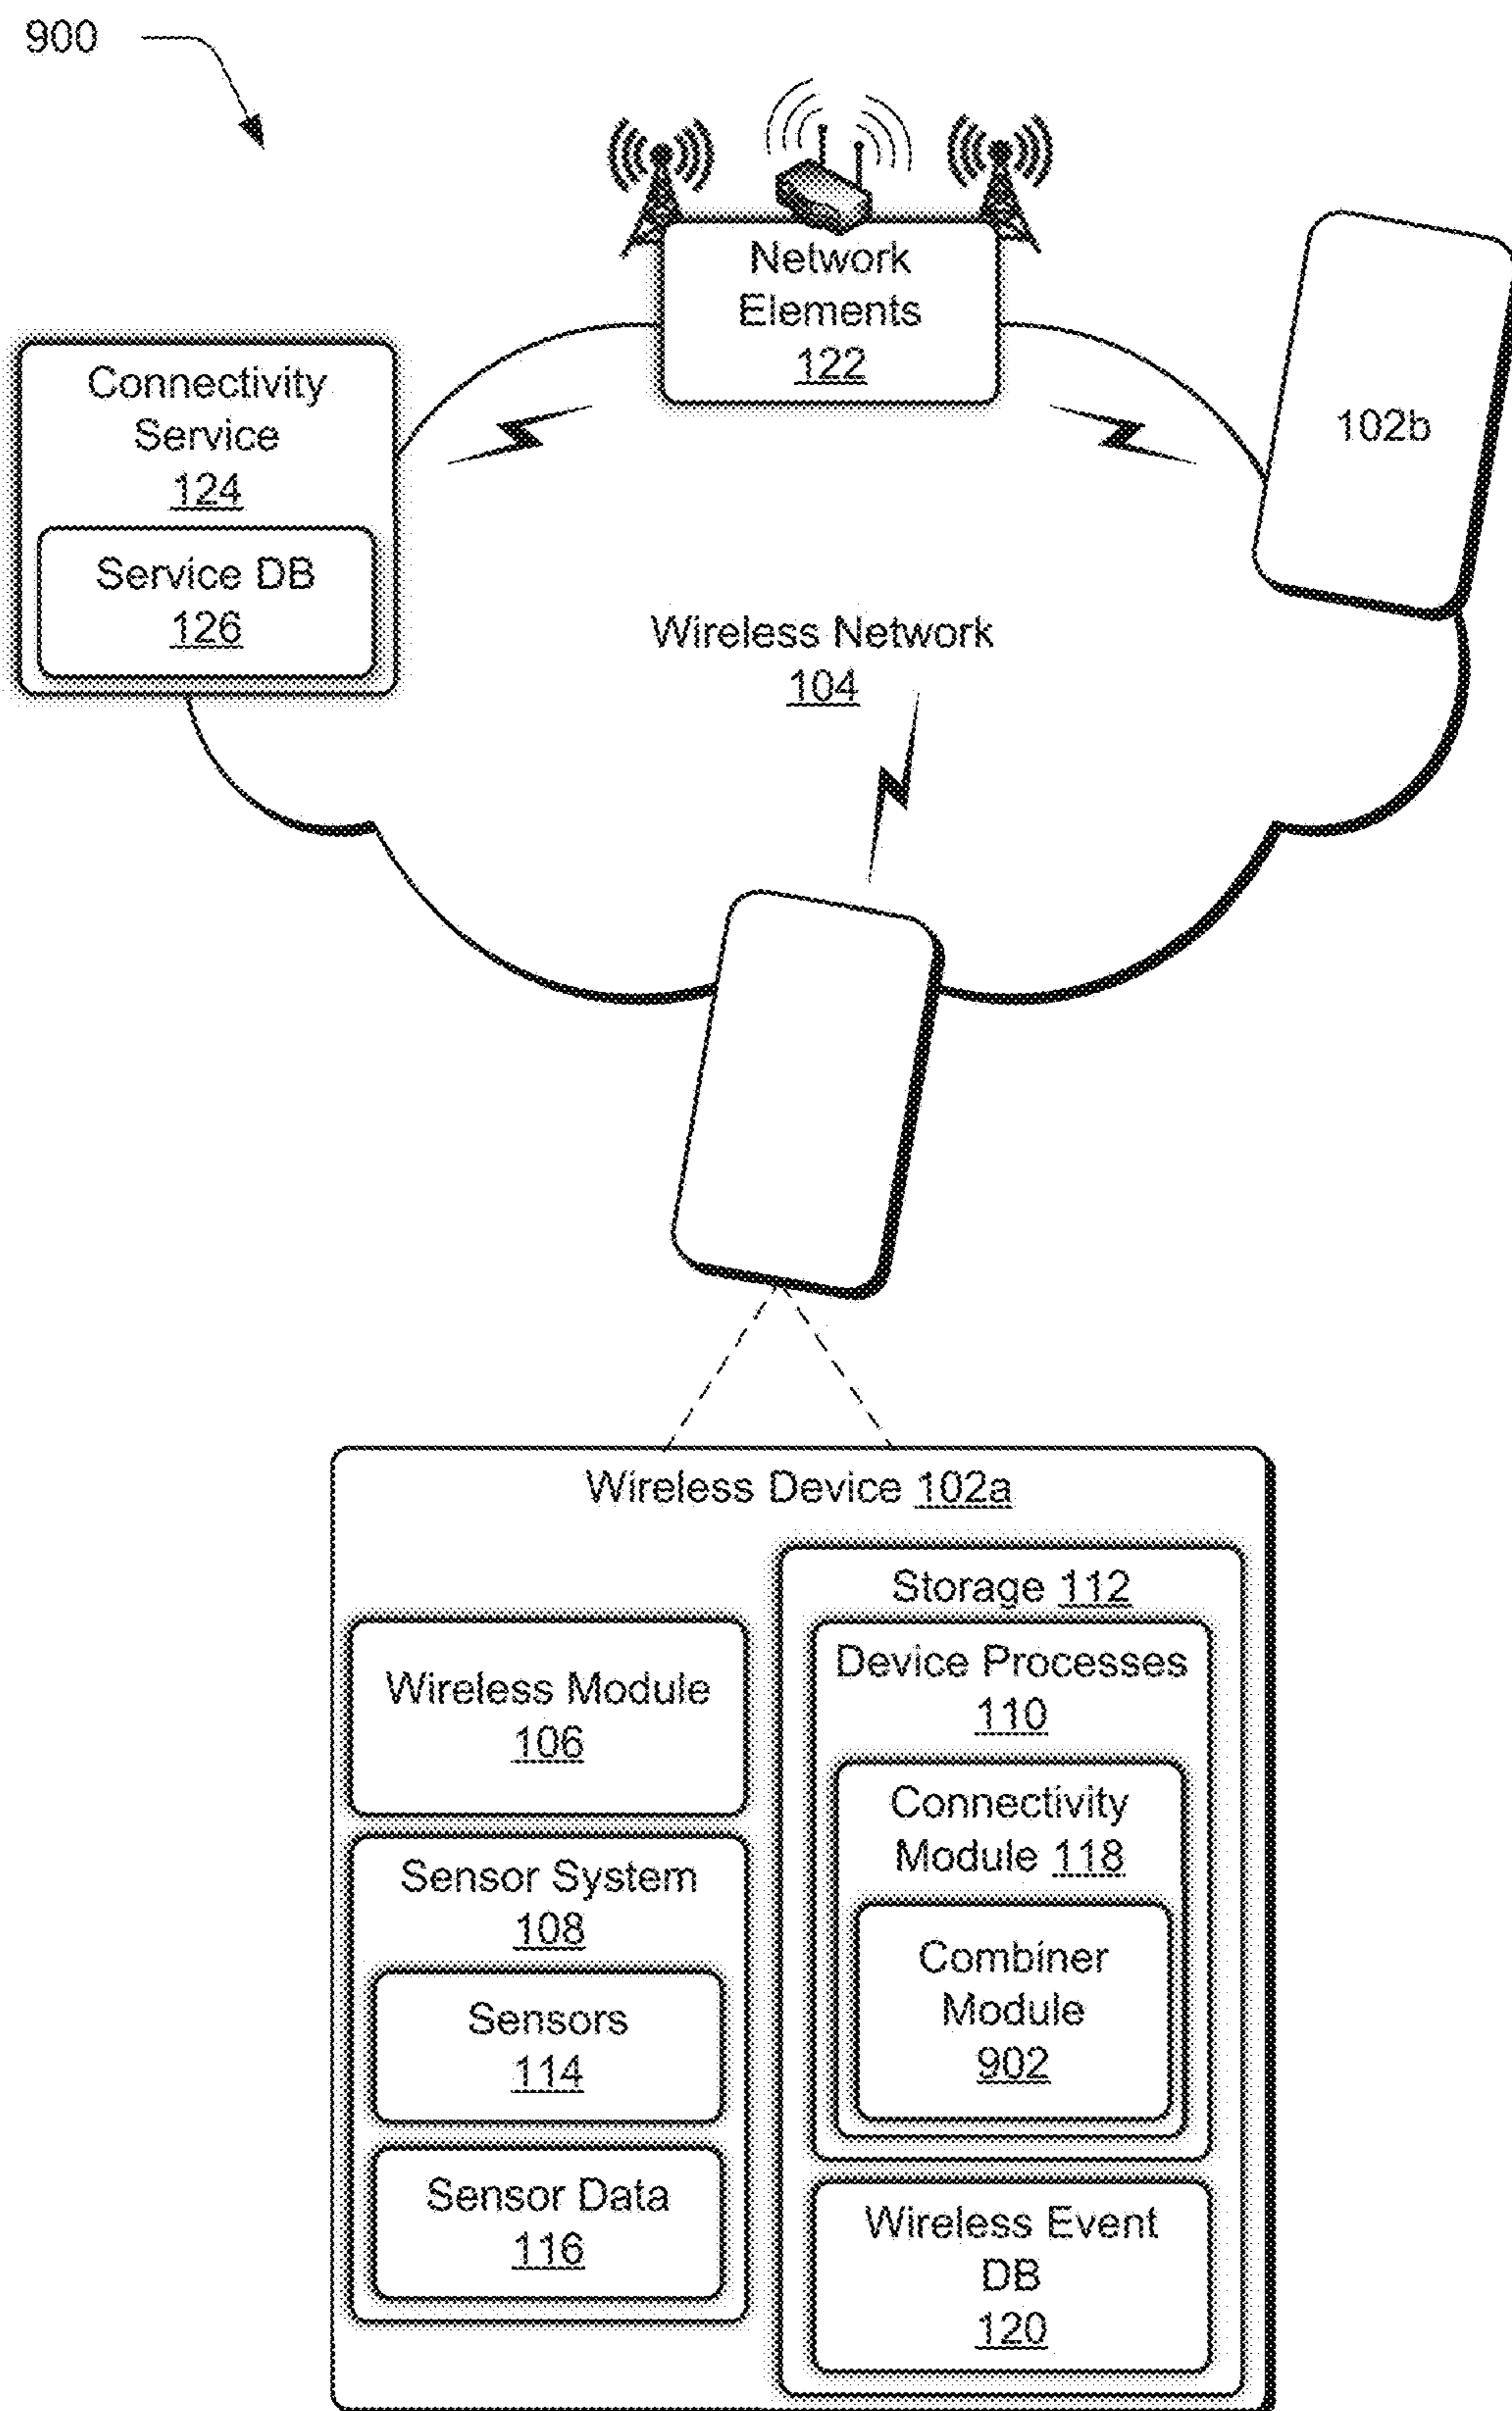 900
Network
Elements
122
Connectivity
Service
124
Service DB
126
102b
Wireless Network
104
Wireless Device 102a
Wireless Module
106
Sensor System
108
Sensors
114
Sensor Data
116
Storage 112
Device Processes
110
Connectivity
Module 118
Combiner
Module
902
Wireless Event
DB
120